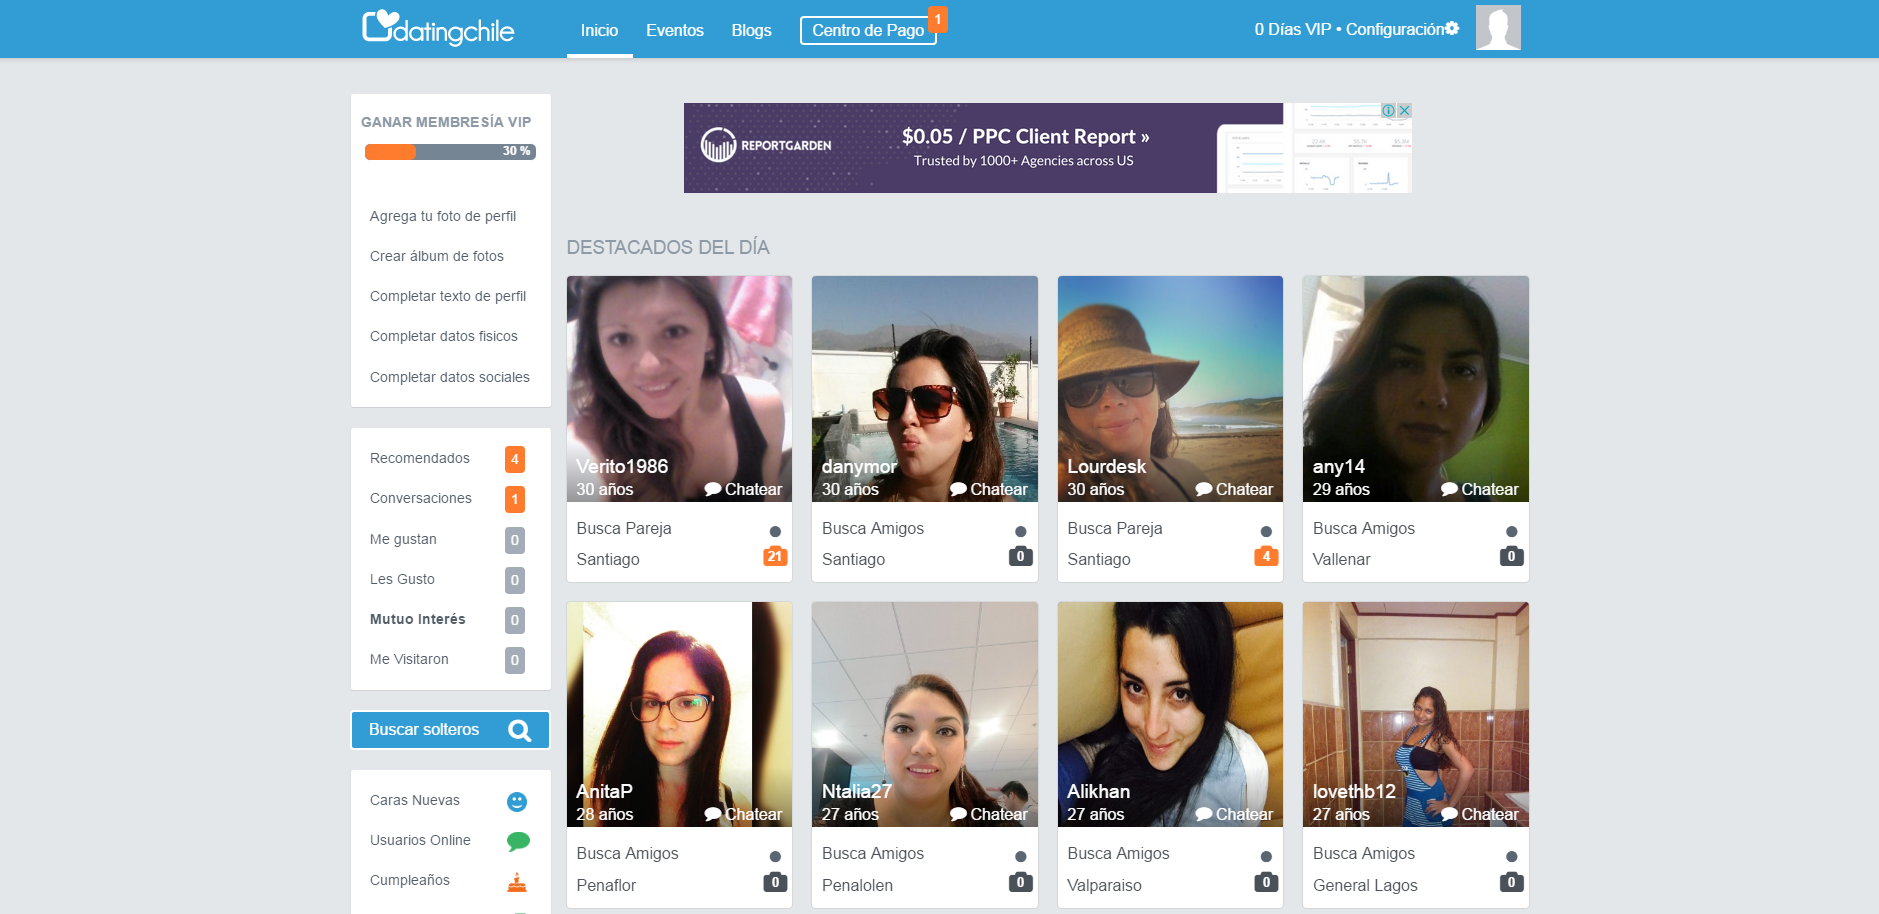 datingchile
Inicio
Eventos
Blogs
Centro de Pago
1
0 Días VIP • Configuración
GANAR MEMBRESÍA VIP
30 %
Agrega tu foto de perfil
Crear álbum de fotos
Completar texto de perfil
Completar datos fisicos
Completar datos sociales
Recomendados 4
Conversaciones 1
Me gustan 0
Les Gusto 0
Mutuo Interés 0
Me Visitaron 0
Buscar solteros
Caras Nuevas
Usuarios Online
Cumpleaños
REPORTGARDEN
$0.05 / PPC Client Report »
Trusted by 1000+ Agencies across US
DESTACADOS DEL DÍA
Verito1986
30 años Chatear
Busca Pareja
Santiago 21
danymor
30 años Chatear
Busca Amigos
Santiago 0
Lourdesk
30 años Chatear
Busca Pareja
Santiago 4
any14
29 años Chatear
Busca Amigos
Vallenar 0
AnitaP
28 años Chatear
Busca Amigos
Penaflor 0
Ntalia27
27 años Chatear
Busca Amigos
Penalolen 0
Alikhan
27 años Chatear
Busca Amigos
Valparaiso 0
lovethb12
27 años Chatear
Busca Amigos
General Lagos 0